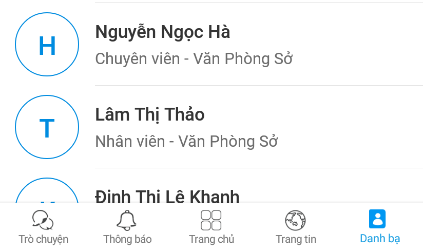 H
Nguyễn Ngọc Hà
Chuyên viên - Văn Phòng Sở
T
Lâm Thị Thảo
Nhân viên - Văn Phòng Sở
Đinh Thị Lê Khanh
Trò chuyện
Thông báo
Trang chủ
Trang tin
Danh bạ